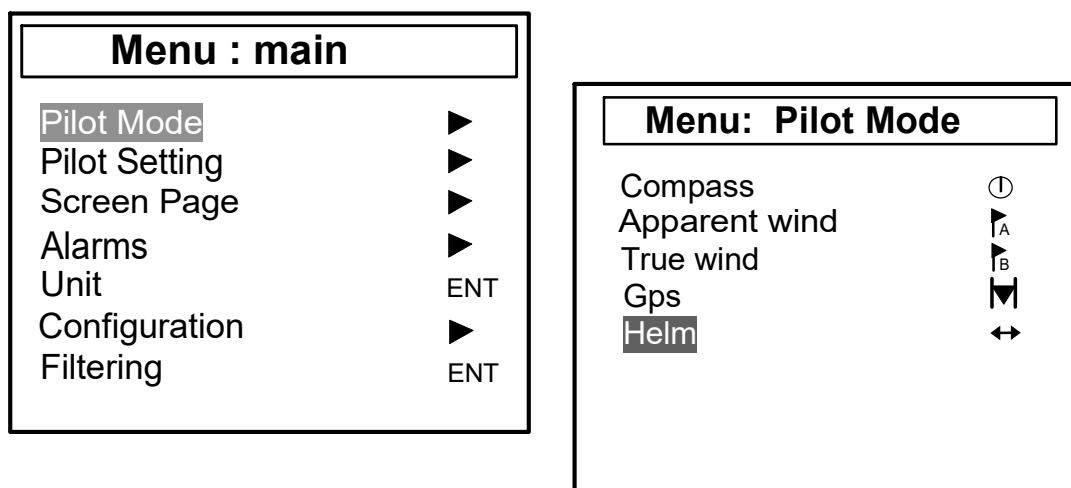 Menu : main
Pilot Mode
Pilot Setting
Screen Page
Alarms
Unit ENT
Configuration
Filtering ENT
Menu: Pilot Mode
Compass
Apparent wind A
True wind B
Gps
Helm